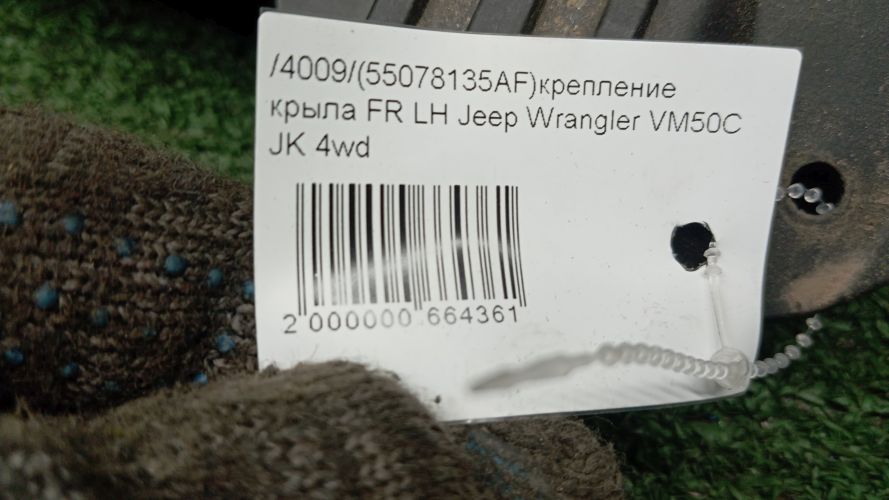 /4009/(55078135AF)крепление
крыла FR LH Jeep Wrangler VM50C
JK 4wd
2 000000 664361